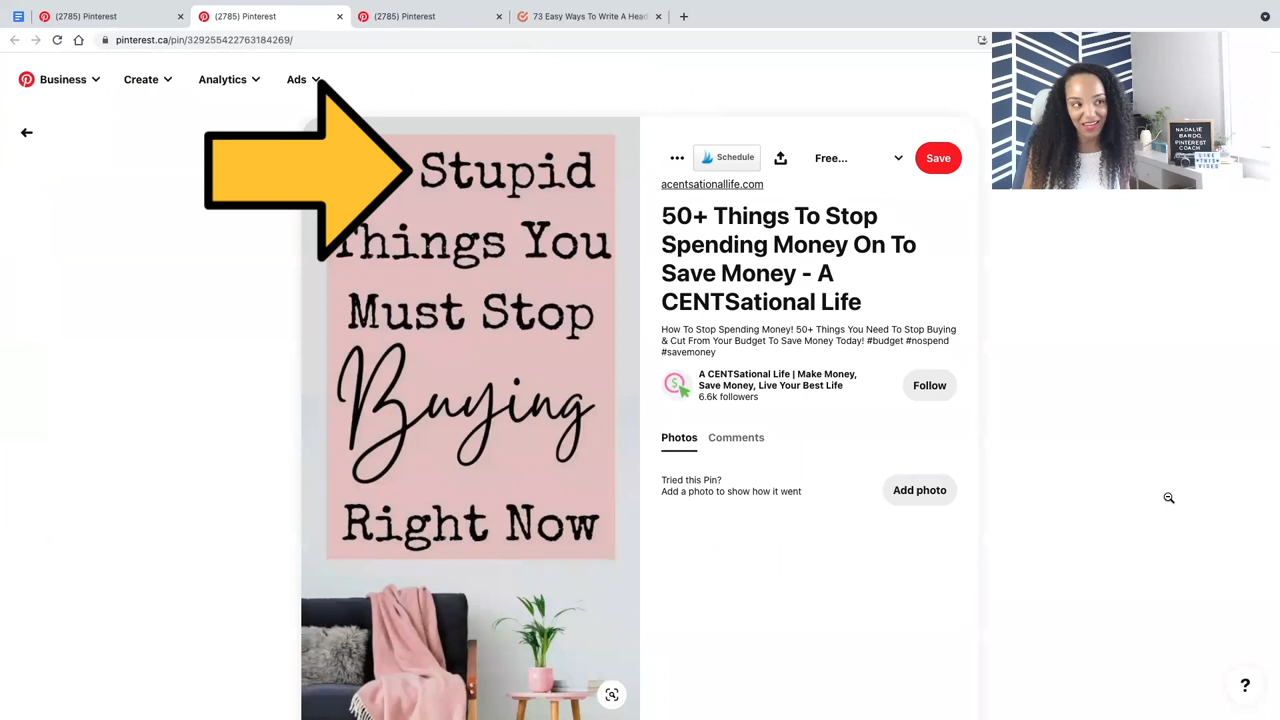 (2785) Pinterest
(2785) Pinterest
(2785) Pinterest
73 Easy Ways To Write A Head
pinterest.ca/pin/329255422763184269/
Business
Create
Analytics
Ads
Stupid
Things You
Must Stop
Buying
Right Now
Schedule
Free...
Save
acentsationallife.com
50+ Things To Stop
Spending Money On To
Save Money - A
CENTSational Life
How To Stop Spending Money! 50+ Things You Need To Stop Buying
& Cut From Your Budget To Save Money Today! #budget #nospend
#savemoney
A CENTSational Life | Make Money,
Save Money, Live Your Best Life
6.6k followers
Follow
Photos
Comments
Tried this Pin?
Add a photo to show how it went
Add photo
NADALIE
BARDO,
PINTEREST
COACH
LIKE
THIS
VIDEO
?